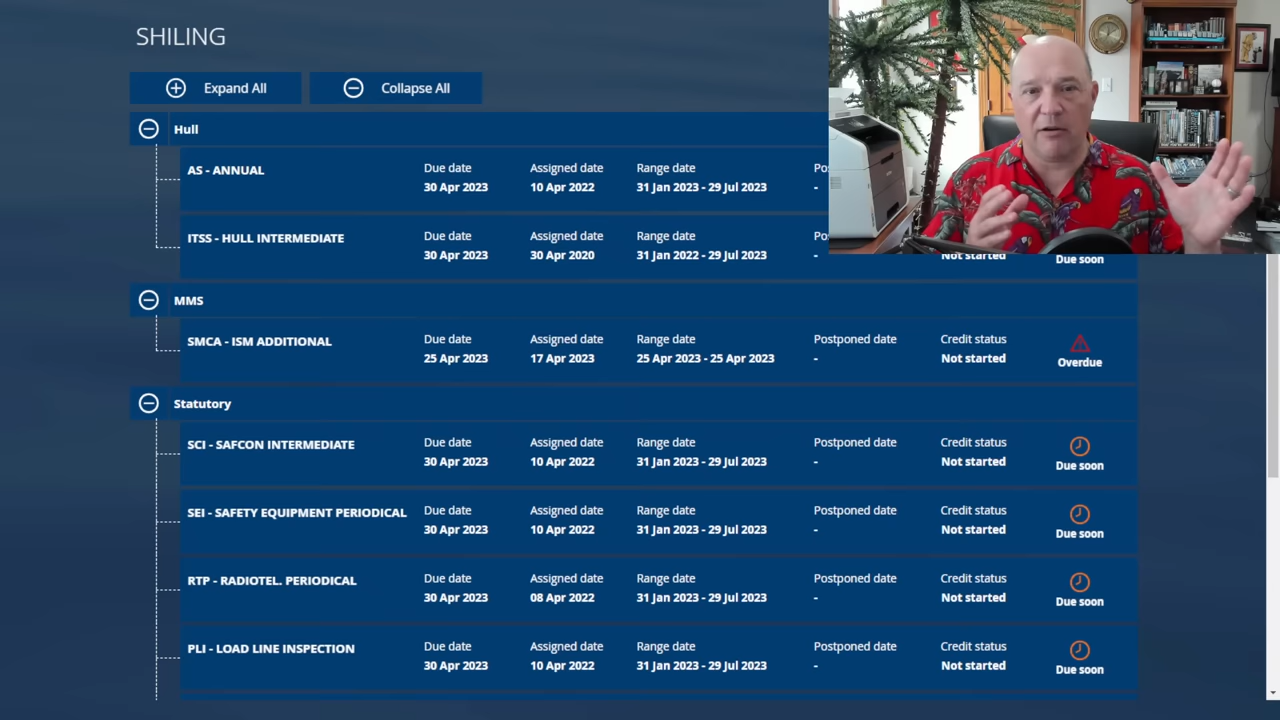 SHILING
Expand All Collapse All
Hull
AS - ANNUAL Due date Assigned date Range date Po
30 Apr 2023 10 Apr 2022 31 Jan 2023 - 29 Jul 2023 -
ITSS - HULL INTERMEDIATE Due date Assigned date Range date Po
30 Apr 2023 30 Apr 2020 31 Jan 2022 - 29 Jul 2023 - Not started Due soon
MMS
SMCA - ISM ADDITIONAL Due date Assigned date Range date Postponed date Credit status
25 Apr 2023 17 Apr 2023 25 Apr 2023 - 25 Apr 2023 - Not started Overdue
Statutory
SCI - SAFCON INTERMEDIATE Due date Assigned date Range date Postponed date Credit status
30 Apr 2023 10 Apr 2022 31 Jan 2023 - 29 Jul 2023 - Not started Due soon
SEI - SAFETY EQUIPMENT PERIODICAL Due date Assigned date Range date Postponed date Credit status
30 Apr 2023 10 Apr 2022 31 Jan 2023 - 29 Jul 2023 - Not started Due soon
RTP - RADIOTEL. PERIODICAL Due date Assigned date Range date Postponed date Credit status
30 Apr 2023 08 Apr 2022 31 Jan 2023 - 29 Jul 2023 - Not started Due soon
PLI - LOAD LINE INSPECTION Due date Assigned date Range date Postponed date Credit status
30 Apr 2023 10 Apr 2022 31 Jan 2023 - 29 Jul 2023 - Not started Due soon